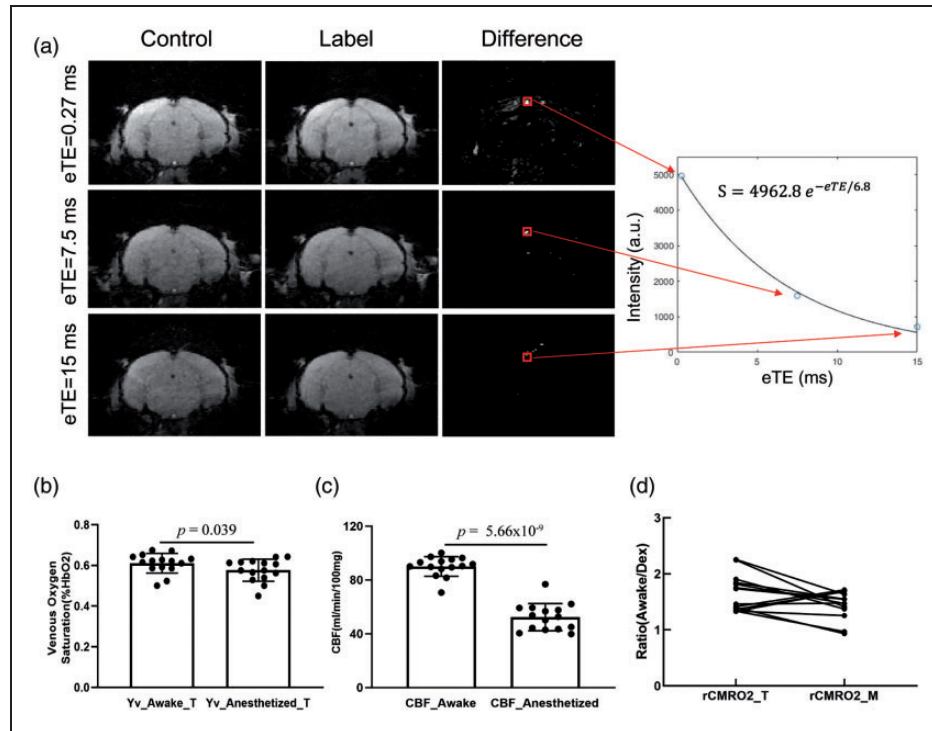 (a)
Control
Label
Difference
eTE=0.27 ms
eTE=7.5 ms
eTE=15 ms
S = 4962.8 e^{-eTE/6.8}
Intensity (a.u.)
5000
4000
3000
2000
1000
0
0
5
10
15
eTE (ms)
(b)
p = 0.039
Venous Oxygen
Saturation(%HbO2)
0.8
0.6
0.4
0.2
0.0
Yv_Awake_T
Yv_Anesthetized_T
(c)
p = 5.66x10⁻⁹
CBF(ml/min/100mg)
120
80
40
0
CBF_Awake
CBF_Anesthetized
(d)
Ratio(Awake/Dex)
3
2
1
0
rCMRO2_T
rCMRO2_M